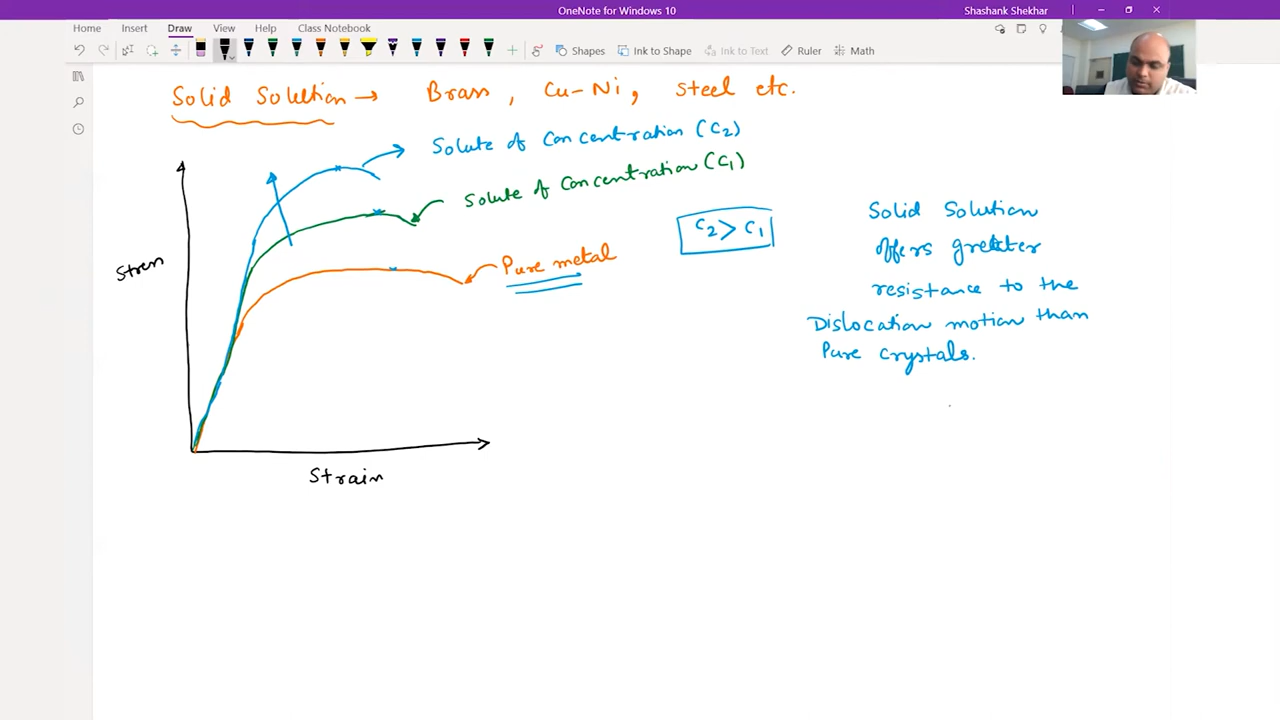 OneNote for Windows 10
Shashank Shekhar
Home Insert Draw View Help Class Notebook
Shapes Ink to Shape Ink to Text Ruler Math
Solid Solution → Brass, Cu-Ni, Steel etc.
Solute of Concentration (C2)
Solute of Concentration (C1)
C2 > C1
Pure metal
Stress
Strain
Solid Solution
offers greater
resistance to the
Dislocation motion than
Pure crystals.